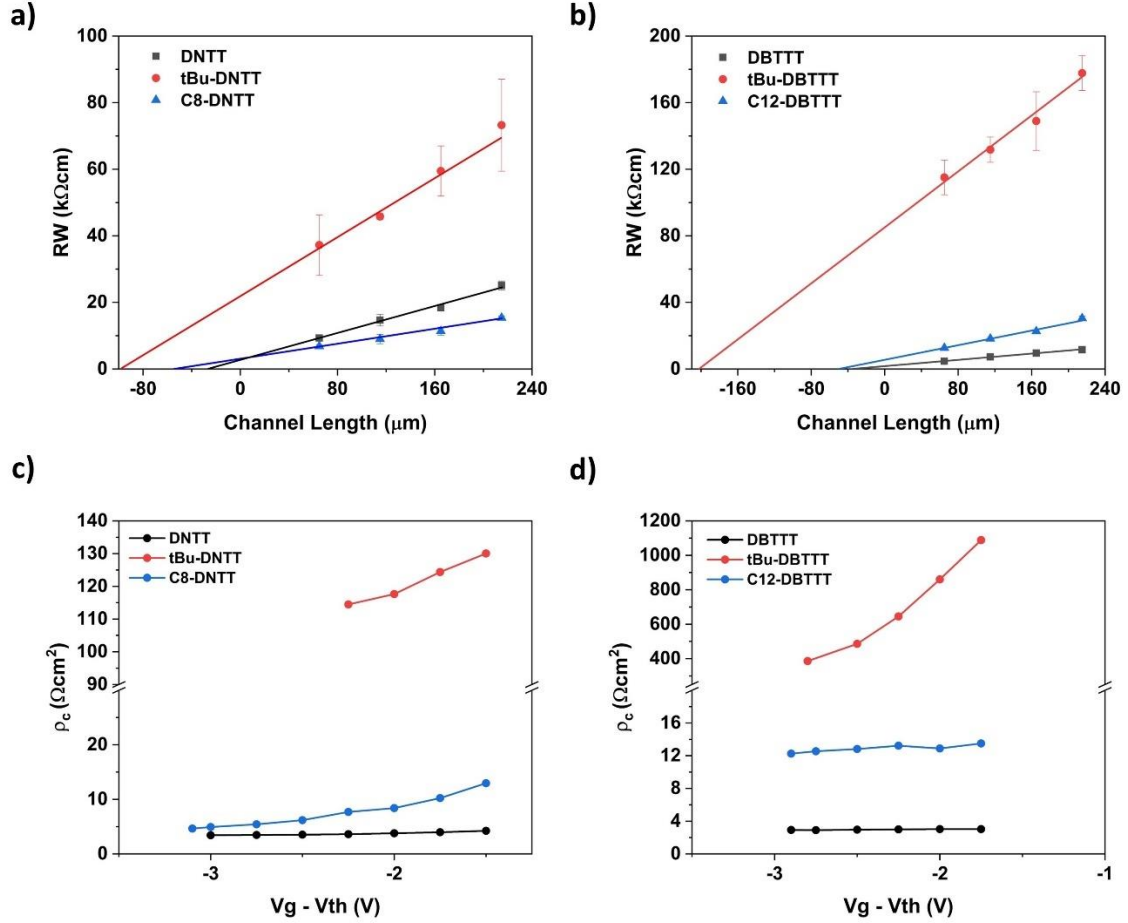 a)
100
80
60
40
20
0
RW (kΩcm)
DNTT
tBu-DNTT
C8-DNTT
-80 0 80 160 240
Channel Length (μm)
b)
200
160
120
80
40
0
RW (kΩcm)
DBTTT
tBu-DBTTT
C12-DBTTT
-160 -80 0 80 160 240
Channel Length (μm)
c)
140
130
120
110
100
90
20
10
0
ρc (Ωcm²)
DNTT
tBu-DNTT
C8-DNTT
-3 -2
Vg - Vth (V)
d)
1200
1000
800
600
400
16
12
8
4
0
ρc (Ωcm²)
DBTTT
tBu-DBTTT
C12-DBTTT
-3 -2 -1
Vg - Vth (V)